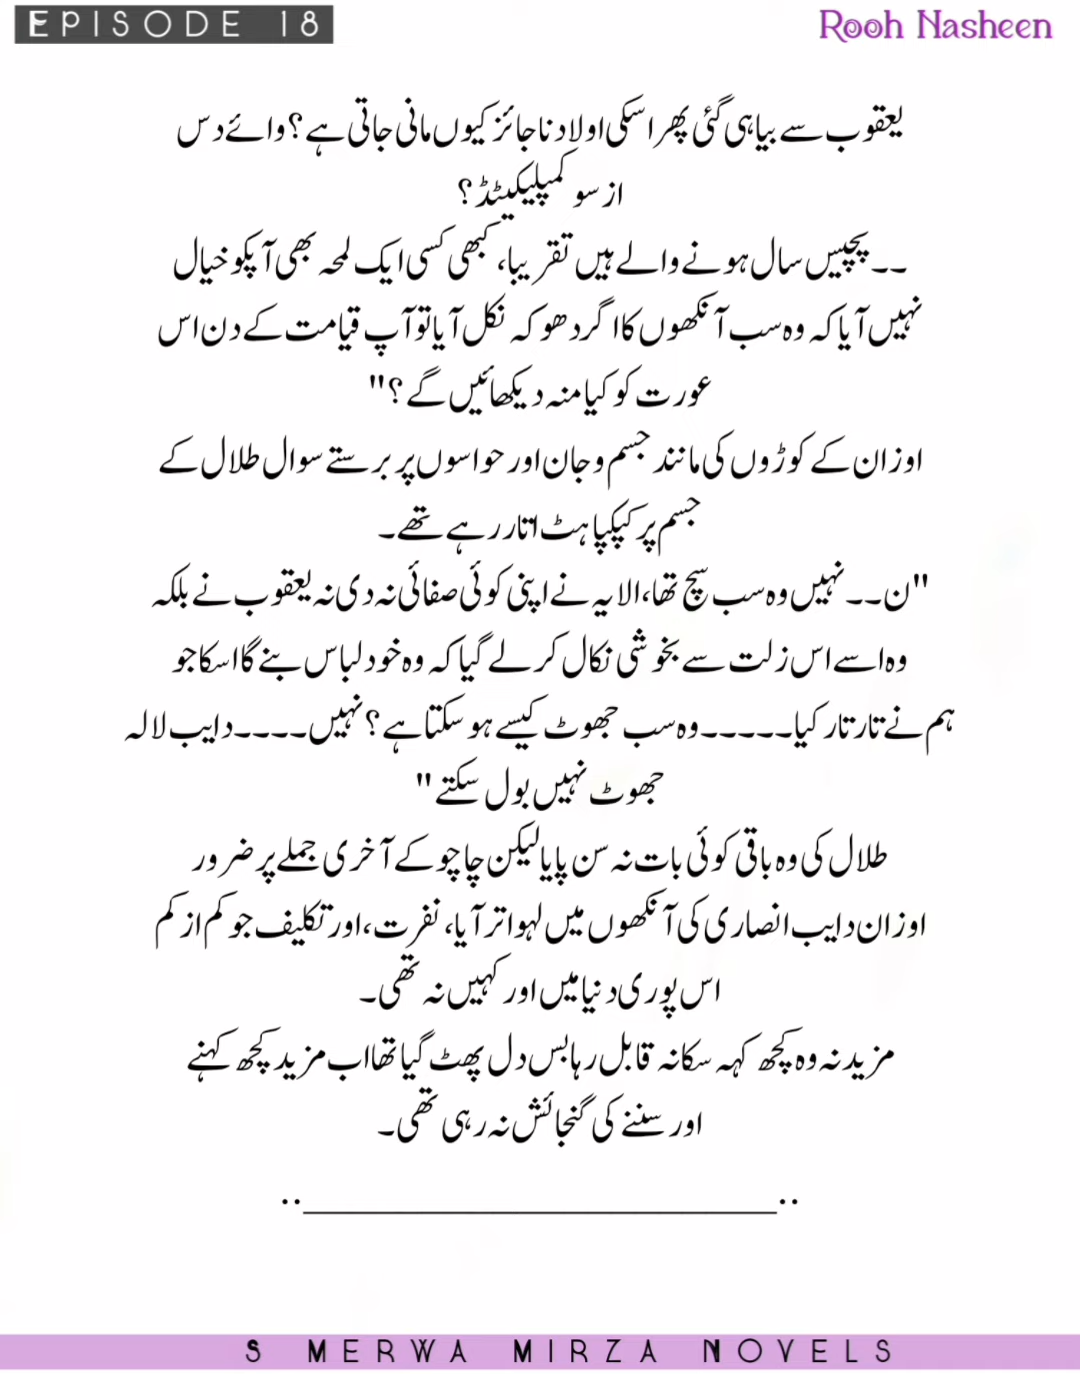 EPISODE 18
Rooh Nasheen
یعقوب سے بیاہی گئی پھر اسکی اولاد ناجائز کیوں مانی جاتی ہے؟ وائے دس
از سو کمپلیکیٹڈ؟
۔۔پچیس سال ہونے والے ہیں تقریبا، کبھی کسی ایک لمحہ بھی آپکو خیال
نہیں آیا کہ وہ سب آنکھوں کا اگر دھوکہ نکل آیا تو آپ قیامت کے دن اس
عورت کو کیا منہ دیکھائیں گے؟"
اوزان کے کوڑوں کی مانند جسم و جان اور حواسوں پر برستے سوال طلال کے
جسم پر کپکپاہٹ اتار رہے تھے۔
"ن۔۔نہیں وہ سب سچ تھا، الایہ نے اپنی کوئی صفائی نہ دی نہ یعقوب نے بلکہ
وہ اسے اس زلت سے بخوشی نکال کر لے گیا کہ وہ خود لباس بنے گا اسکا جو
ہم نے تار تار کیا۔۔۔۔۔وہ سب جھوٹ کیسے ہو سکتا ہے؟ نہیں۔۔۔۔دایب لالہ
جھوٹ نہیں بول سکتے"
طلال کی وہ باقی کوئی بات نہ سن پایا لیکن چاچو کے آخری جملے پر ضرور
اوزان دایب انصاری کی آنکھوں میں لہو اتر آیا، نفرت، اور تکلیف جو کم از کم
اس پوری دنیا میں اور کہیں نہ تھی۔
مزید نہ وہ کچھ کہہ سکا نہ قابل رہا بس دل پھٹ گیا تھا اب مزید کچھ کہنے
اور سننے کی گنجائش نہ رہی تھی۔
..______________________..
S MERWA MIRZA NOVELS